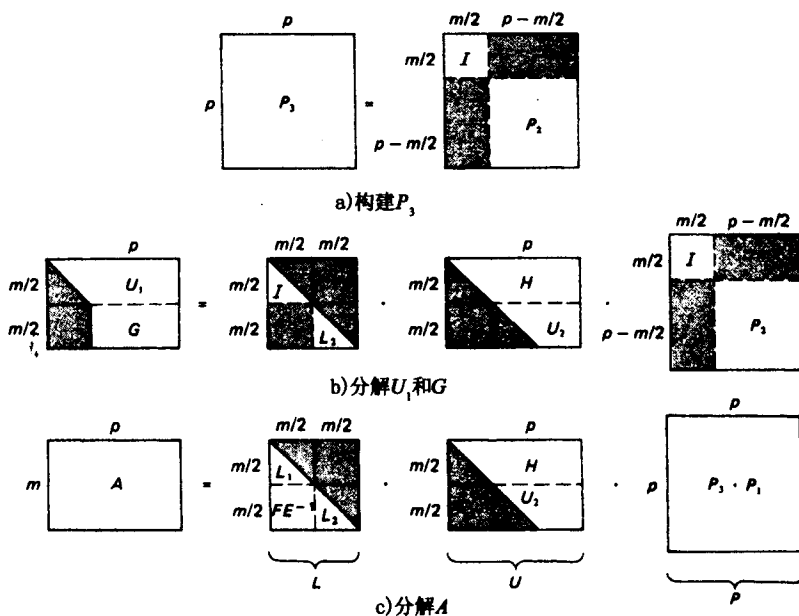 p
m/2 p − m/2
m/2 I
p P₃ =
p − m/2 P₂
a)构建P₃
m/2 p − m/2
p m/2 m/2 p
m/2 I
m/2 U₁ = m/2 I · m/2 H ·
m/2 G m/2 L₂ m/2 U₂ p − m/2 P₂
b)分解U₁和G
p m/2 m/2 p p
m A = m/2 L₁ · m/2 H · p P₃ · P₁
m/2 FE⁻¹ L₂ m/2 U₂
L U P
c)分解A